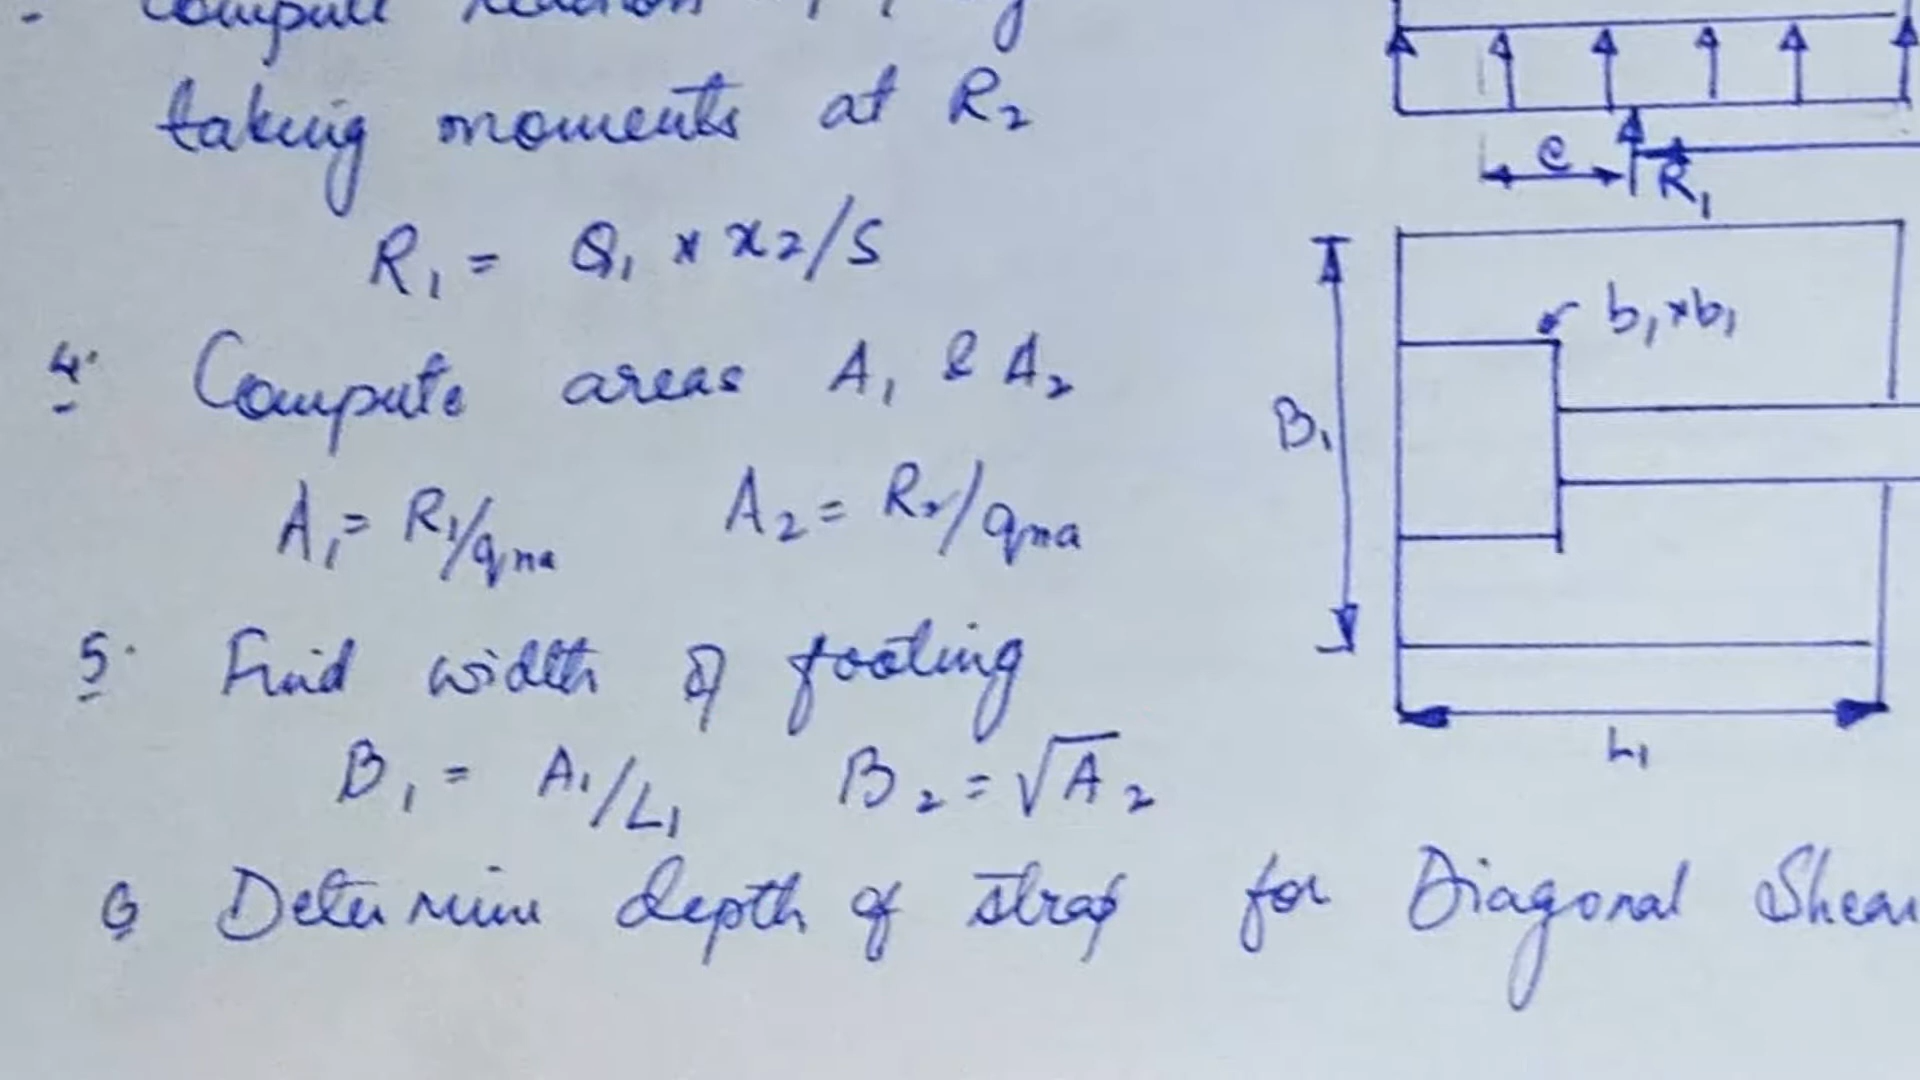 taking moments at R₂
R₁ = Q₁ × x₂/S
4. Compute areas A₁ & A₂
A₁ = R₁/qna A₂ = R₂/qna
5. Find width of footing
B₁ = A₁/L₁ B₂ = √A₂
6 Determine depth of strap for Diagonal Shear
e
R₁
b₁×b₁
B₁
L₁